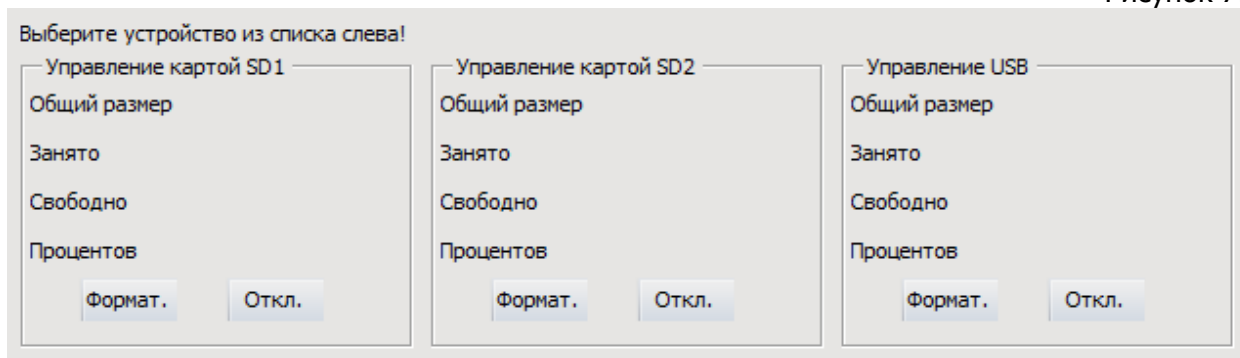 Выберите устройство из списка слева!
Управление картой SD1
Общий размер
Занято
Свободно
Процентов
Формат. Откл.
Управление картой SD2
Общий размер
Занято
Свободно
Процентов
Формат. Откл.
Управление USB
Общий размер
Занято
Свободно
Процентов
Формат. Откл.